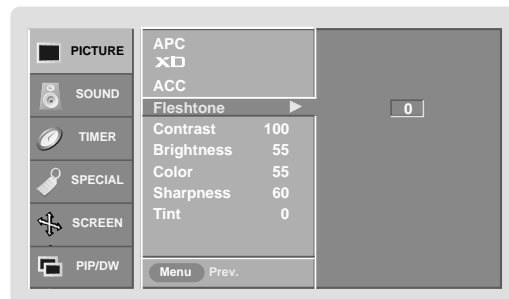 PICTURE
SOUND
TIMER
SPECIAL
SCREEN
PIP/DW
APC
XD
ACC
Fleshtone
Contrast 100
Brightness 55
Color 55
Sharpness 60
Tint 0
Menu Prev.
0